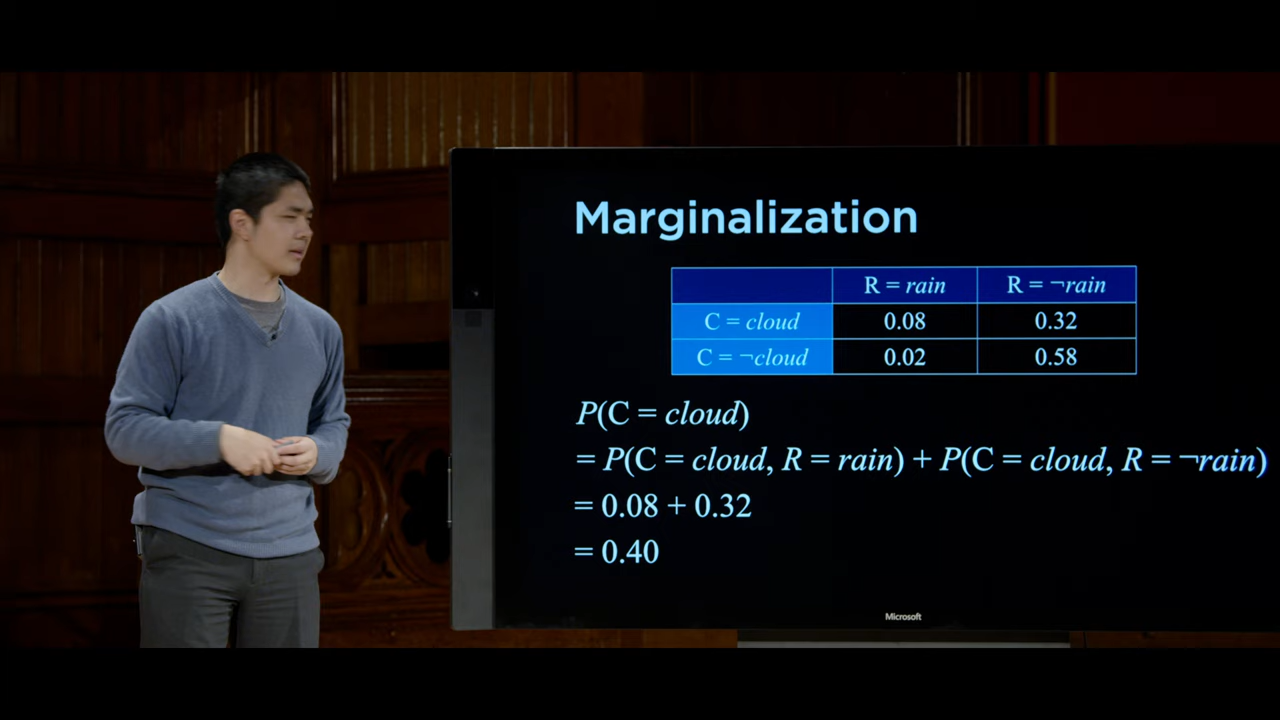 Marginalization
R = rain R = ¬rain
C = cloud 0.08 0.32
C = ¬cloud 0.02 0.58
P(C = cloud)
= P(C = cloud, R = rain) + P(C = cloud, R = ¬rain)
= 0.08 + 0.32
= 0.40
Microsoft